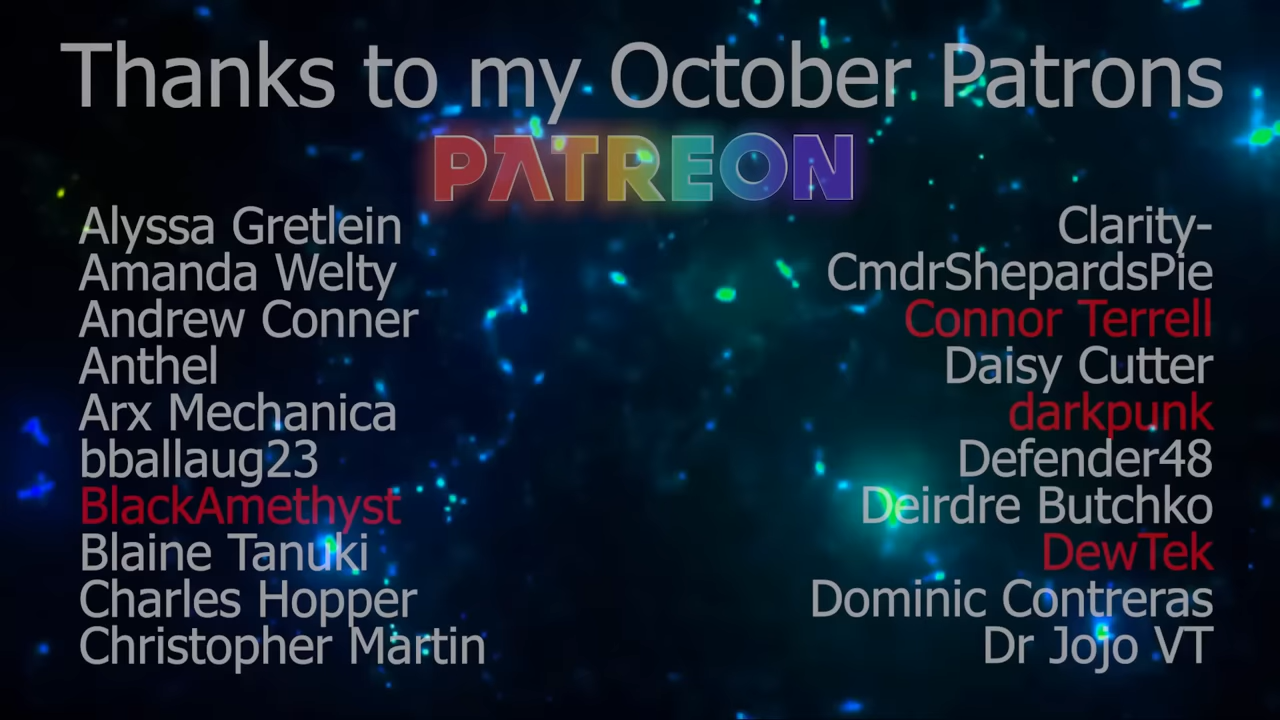 Thanks to my October Patrons
PATREON
Alyssa Gretlein
Amanda Welty
Andrew Conner
Anthel
Arx Mechanica
bballaug23
BlackAmethyst
Blaine Tanuki
Charles Hopper
Christopher Martin
Clarity-
CmdrShepardsPie
Connor Terrell
Daisy Cutter
darkpunk
Defender48
Deirdre Butchko
DewTek
Dominic Contreras
Dr Jojo VT